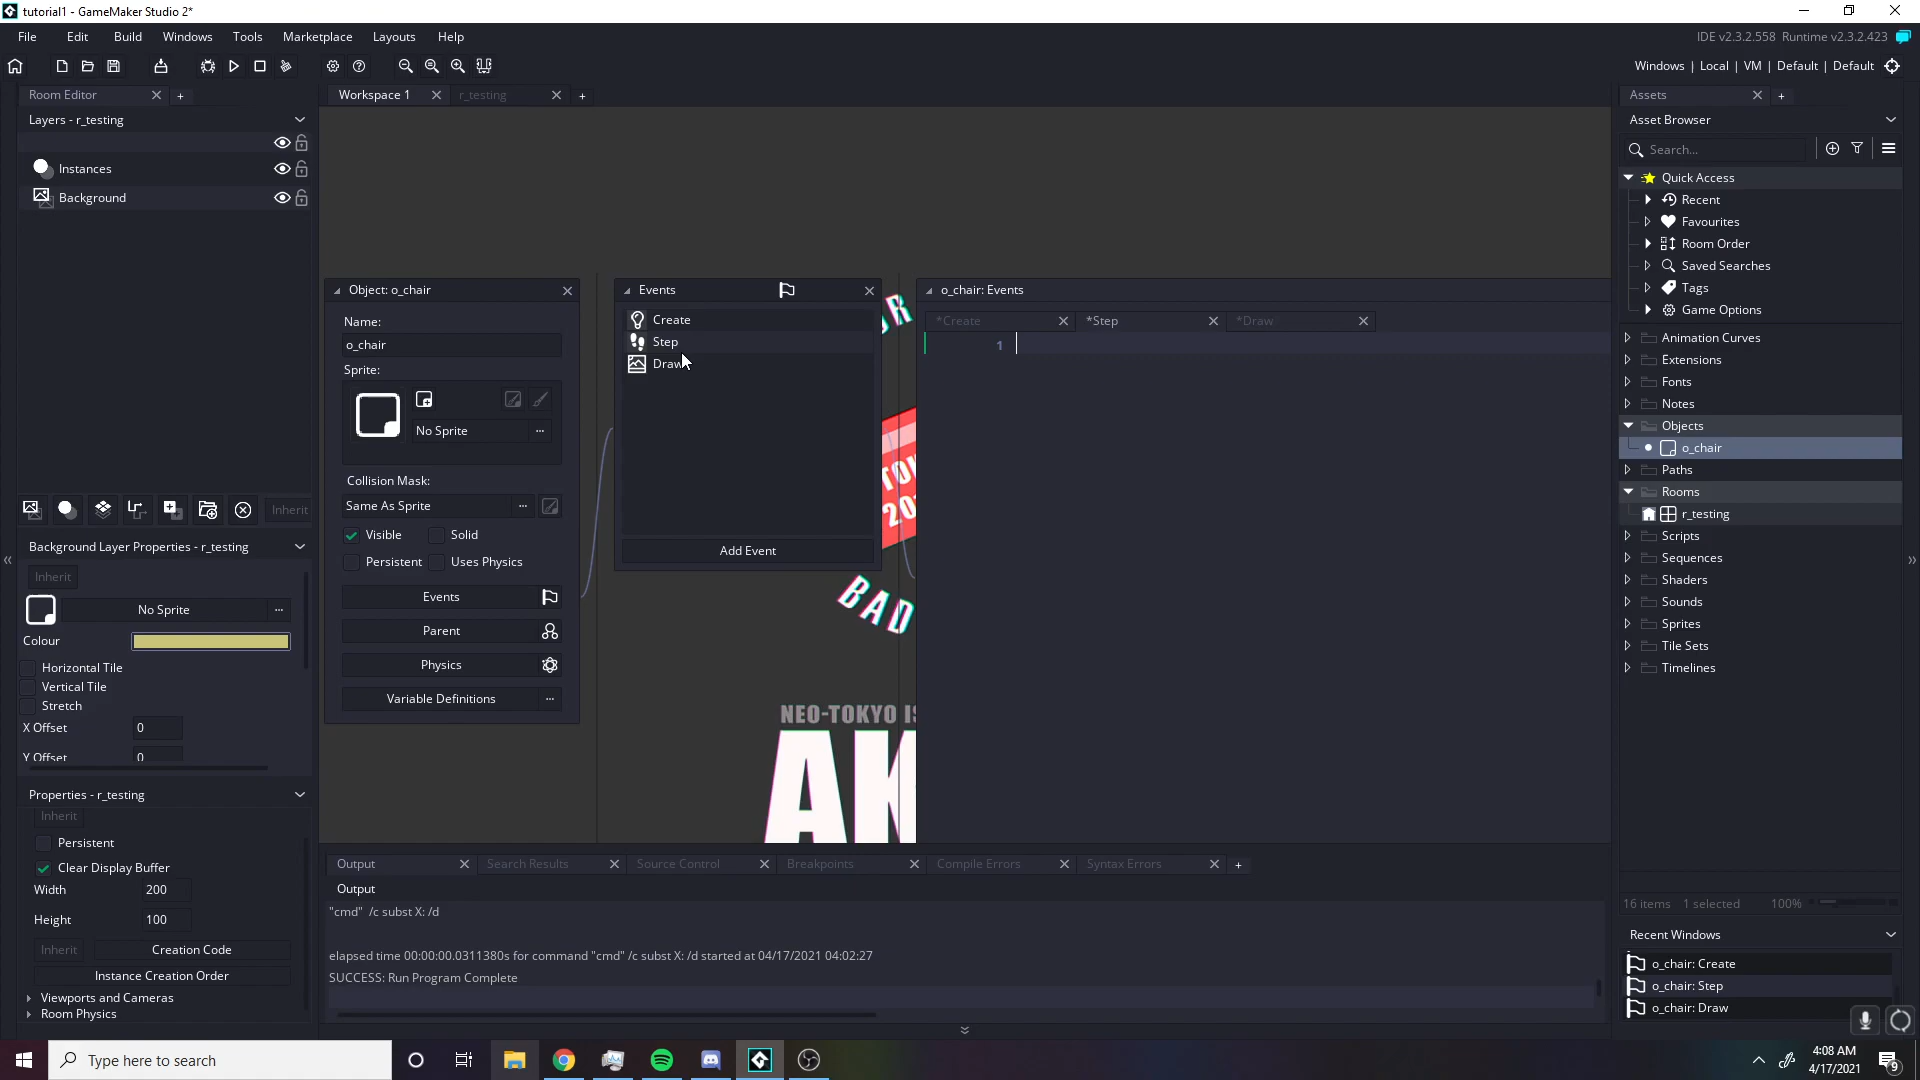 tutorial1 - GameMaker Studio 2*
File Edit Build Windows Tools Marketplace Layouts Help
IDE v2.3.2.558 Runtime v2.3.2.423
Windows | Local | VM | Default | Default
Room Editor
Layers - r_testing
Instances
Background
Inherit
Background Layer Properties - r_testing
Inherit
No Sprite
Colour
Horizontal Tile
Vertical Tile
Stretch
X Offset 0
Y Offset 0
Properties - r_testing
Inherit
Persistent
Clear Display Buffer
Width 200
Height 100
Inherit Creation Code
Instance Creation Order
Viewports and Cameras
Room Physics
Workspace 1 r_testing
Object: o_chair
Name:
o_chair
Sprite:
No Sprite
Collision Mask:
Same As Sprite
Visible Solid
Persistent Uses Physics
Events
Parent
Physics
Variable Definitions
Events
Create
Step
Draw
Add Event
o_chair: Events
*Create *Step *Draw
1
BAD
NEO-TOKYO IS
AK
Output Search Results Source Control Breakpoints Compile Errors Syntax Errors
Output
"cmd" /c subst X: /d
elapsed time 00:00:00.0311380s for command "cmd" /c subst X: /d started at 04/17/2021 04:02:27
SUCCESS: Run Program Complete
Assets
Asset Browser
Search...
Quick Access
Recent
Favourites
Room Order
Saved Searches
Tags
Game Options
Animation Curves
Extensions
Fonts
Notes
Objects
o_chair
Paths
Rooms
r_testing
Scripts
Sequences
Shaders
Sounds
Sprites
Tile Sets
Timelines
16 items 1 selected 100%
Recent Windows
o_chair: Create
o_chair: Step
o_chair: Draw
Type here to search
4:08 AM
4/17/2021
9